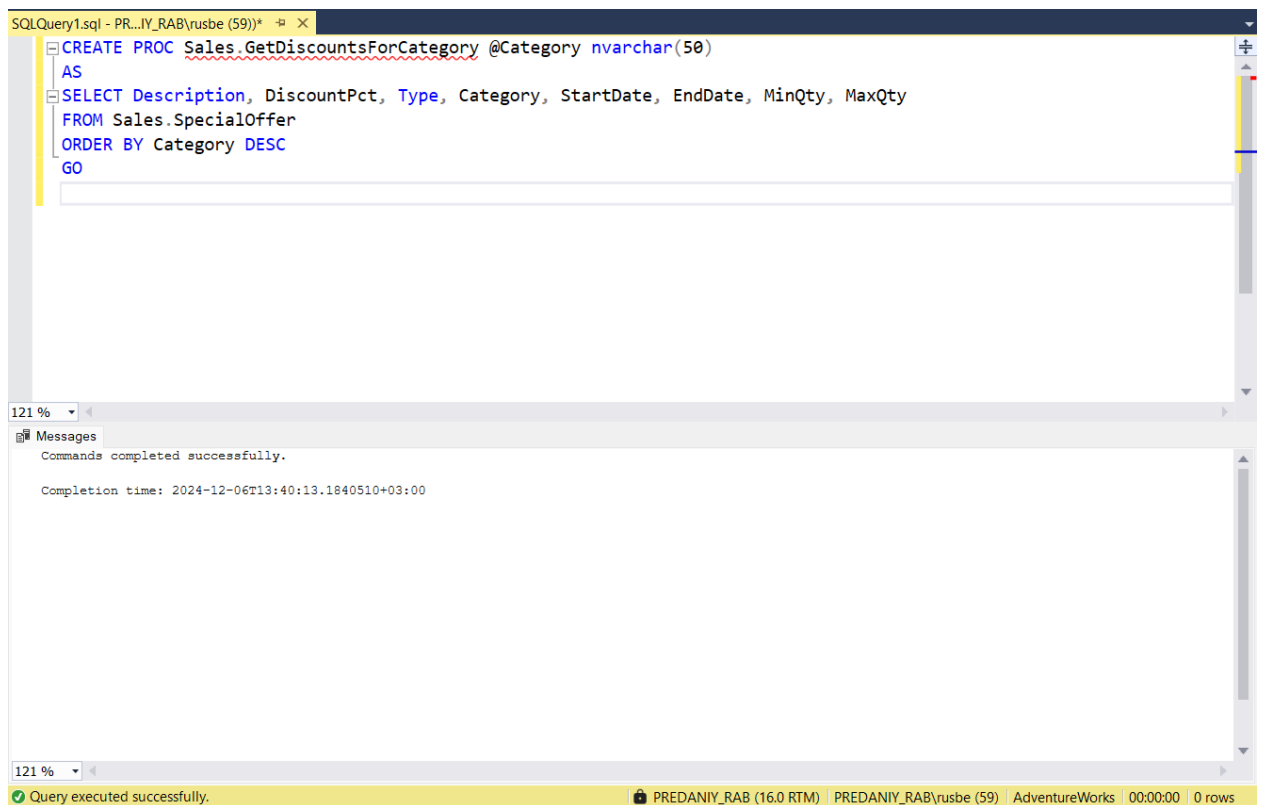 SQLQuery1.sql - PR...IY_RAB\rusbe (59))*
CREATE PROC Sales.GetDiscountsForCategory @Category nvarchar(50)
AS
SELECT Description, DiscountPct, Type, Category, StartDate, EndDate, MinQty, MaxQty
FROM Sales.SpecialOffer
ORDER BY Category DESC
GO
121 %
Messages
Commands completed successfully.
Completion time: 2024-12-06T13:40:13.1840510+03:00
121 %
Query executed successfully. PREDANIY_RAB (16.0 RTM) PREDANIY_RAB\rusbe (59) AdventureWorks 00:00:00 0 rows